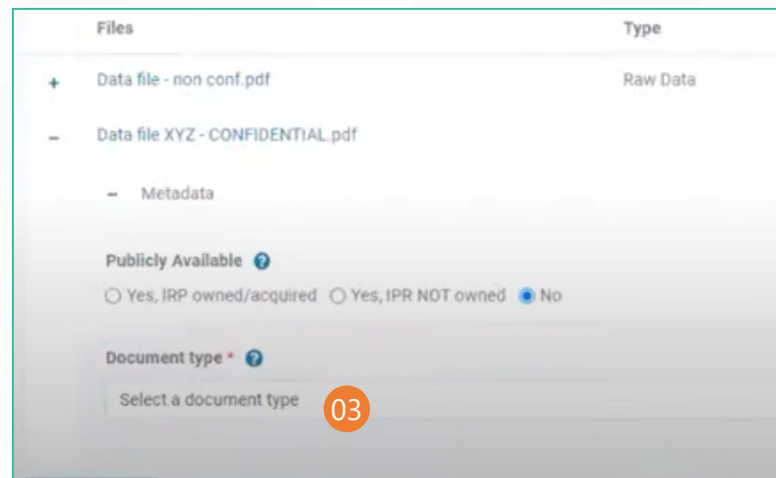 Files Type
+ Data file - non conf.pdf Raw Data
- Data file XYZ - CONFIDENTIAL.pdf
- Metadata
Publicly Available ?
Yes, IRP owned/acquired Yes, IPR NOT owned No
Document type * ?
Select a document type 03